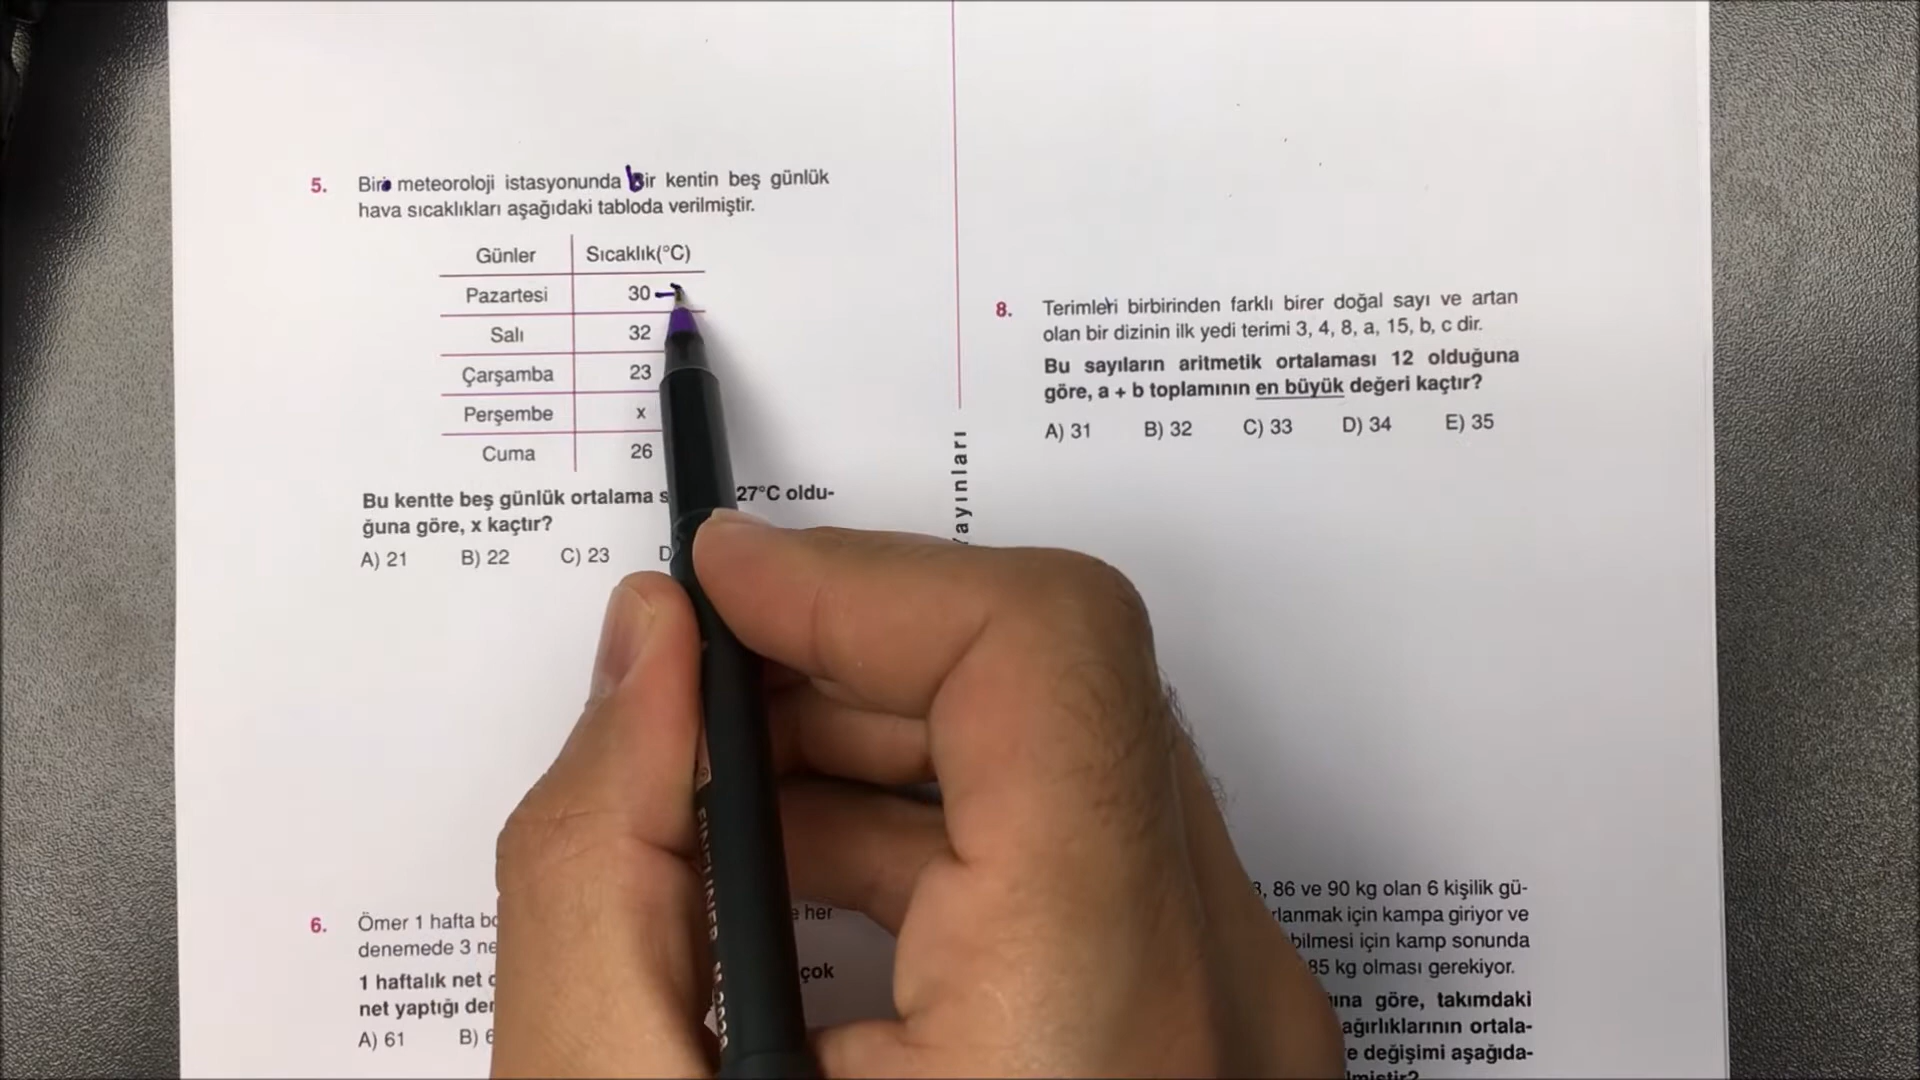 5. Bir meteoroloji istasyonunda bir kentin beş günlük
hava sıcaklıkları aşağıdaki tabloda verilmiştir.
Günler Sıcaklık(°C)
Pazartesi 30
Salı 32
Çarşamba 23
Perşembe x
Cuma 26
Bu kentte beş günlük ortalama 27°C oldu-
ğuna göre, x kaçtır?
A) 21 B) 22 C) 23 D
6. Ömer 1 hafta her
denemede 3
1 haftalık net çok
net yaptığı
A) 61 B)
Yayınları
8. Terimleri birbirinden farklı birer doğal sayı ve artan
olan bir dizinin ilk yedi terimi 3, 4, 8, a, 15, b, c dir.
Bu sayıların aritmetik ortalaması 12 olduğuna
göre, a + b toplamının en büyük değeri kaçtır?
A) 31 B) 32 C) 33 D) 34 E) 35
, 86 ve 90 kg olan 6 kişilik gü-
rlanmak için kampa giriyor ve
bilmesi için kamp sonunda
85 kg olması gerekiyor.
göre, takımdaki
ağırlıklarının ortala-
değişimi aşağıda-
FINELINER